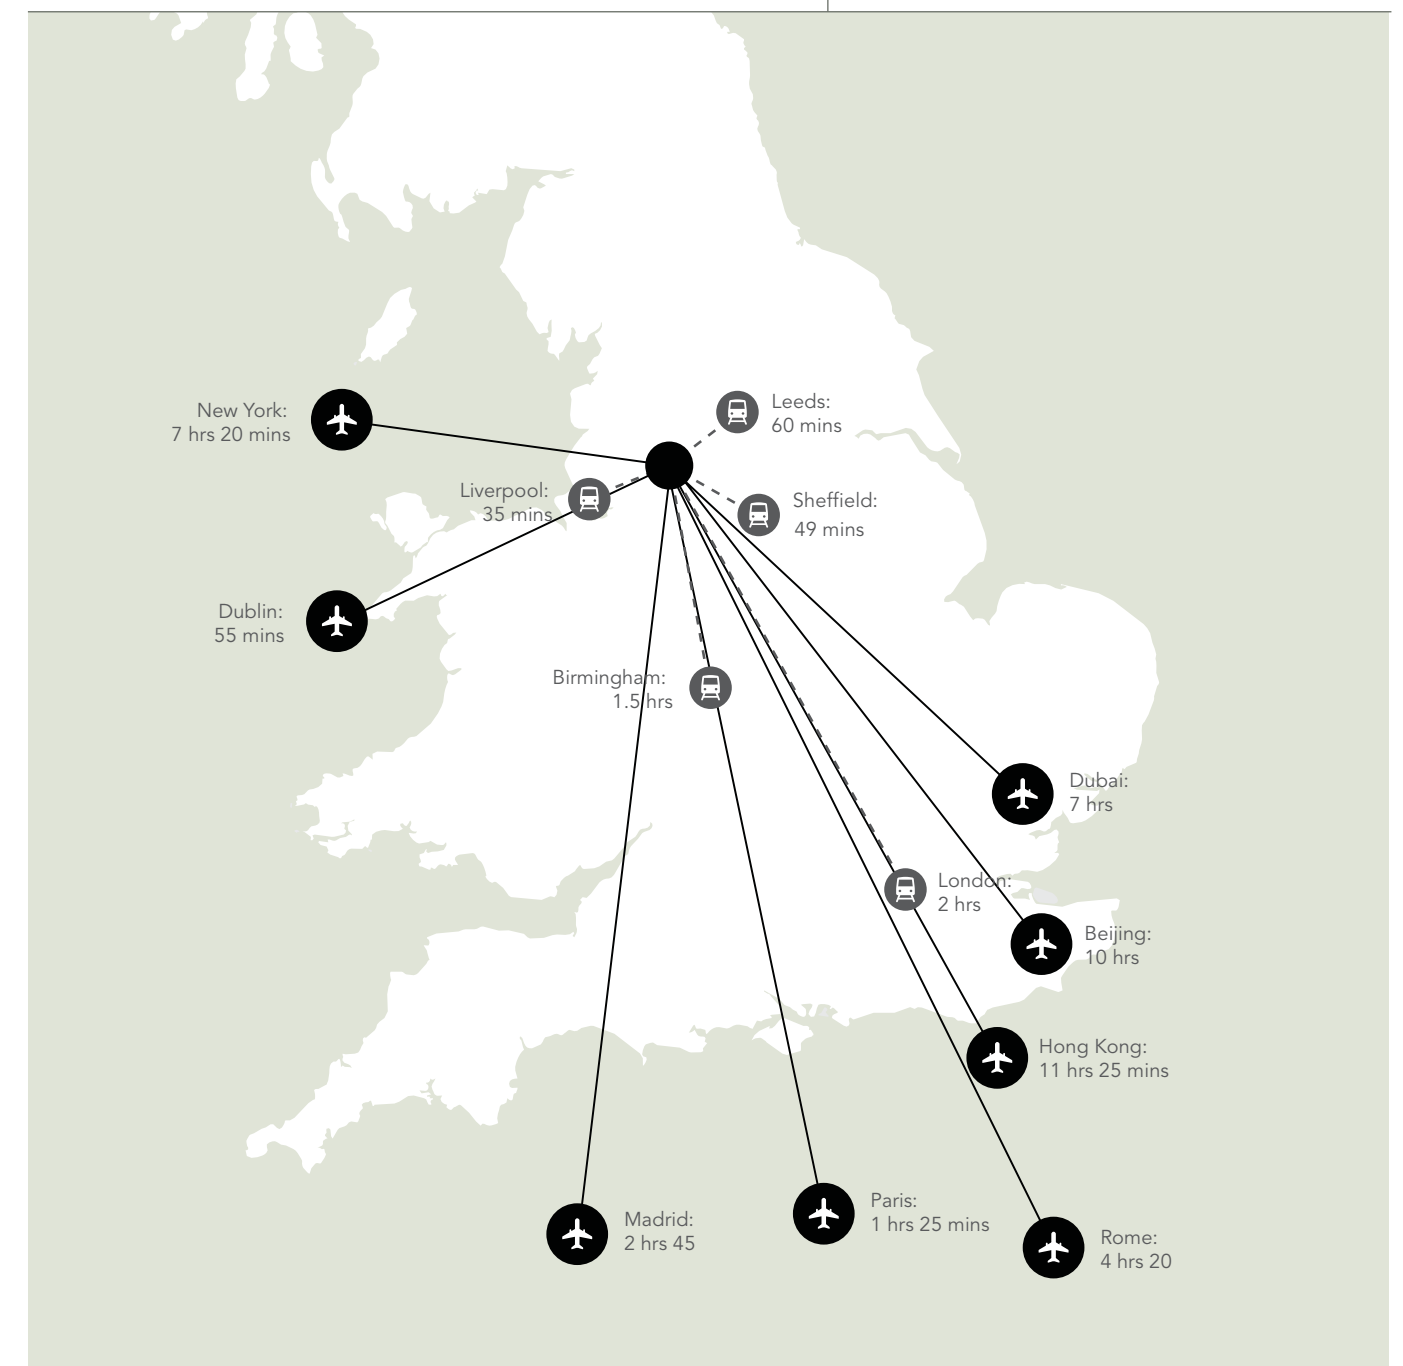 Leeds:
60 mins
New York:
7 hrs 20 mins
Liverpool:
35 mins
Sheffield:
49 mins
Dublin:
55 mins
Birmingham:
1.5 hrs
Dubai:
7 hrs
London:
2 hrs
Beijing:
10 hrs
Hong Kong:
11 hrs 25 mins
Paris:
1 hrs 25 mins
Madrid:
2 hrs 45
Rome:
4 hrs 20